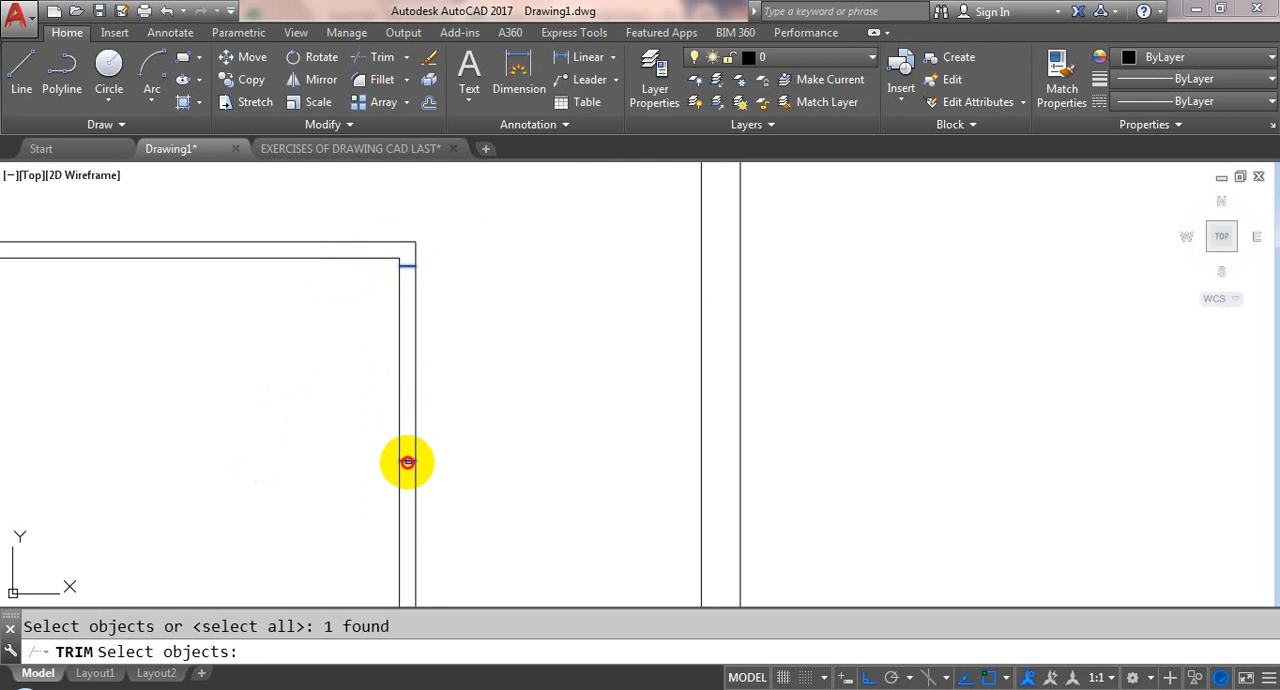 Autodesk AutoCAD 2017 Drawing1.dwg
Type a keyword or phrase
Sign In
Home Insert Annotate Parametric View Manage Output Add-ins A360 Express Tools Featured Apps BIM 360 Performance
Line
Polyline
Circle
Arc
Draw
Move
Rotate
Trim
Copy
Mirror
Fillet
Stretch
Scale
Array
Modify
Text
Dimension
Linear
Leader
Table
Annotation
Layer
Properties
0
Make Current
Match Layer
Layers
Insert
Create
Edit
Edit Attributes
Block
Match
Properties
ByLayer
ByLayer
ByLayer
Properties
Start
Drawing1*
EXERCISES OF DRAWING CAD LAST*
[−][Top][2D Wireframe]
N
W TOP E
S
WCS
Y
X
Select objects or <select all>: 1 found
TRIM Select objects:
Model Layout1 Layout2
MODEL
1:1